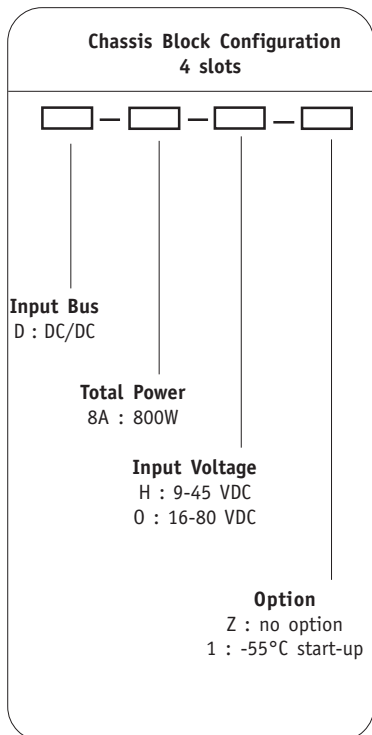 Chassis Block Configuration
4 slots
Input Bus
D : DC/DC
Total Power
8A : 800W
Input Voltage
H : 9-45 VDC
O : 16-80 VDC
Option
Z : no option
1 : -55°C start-up